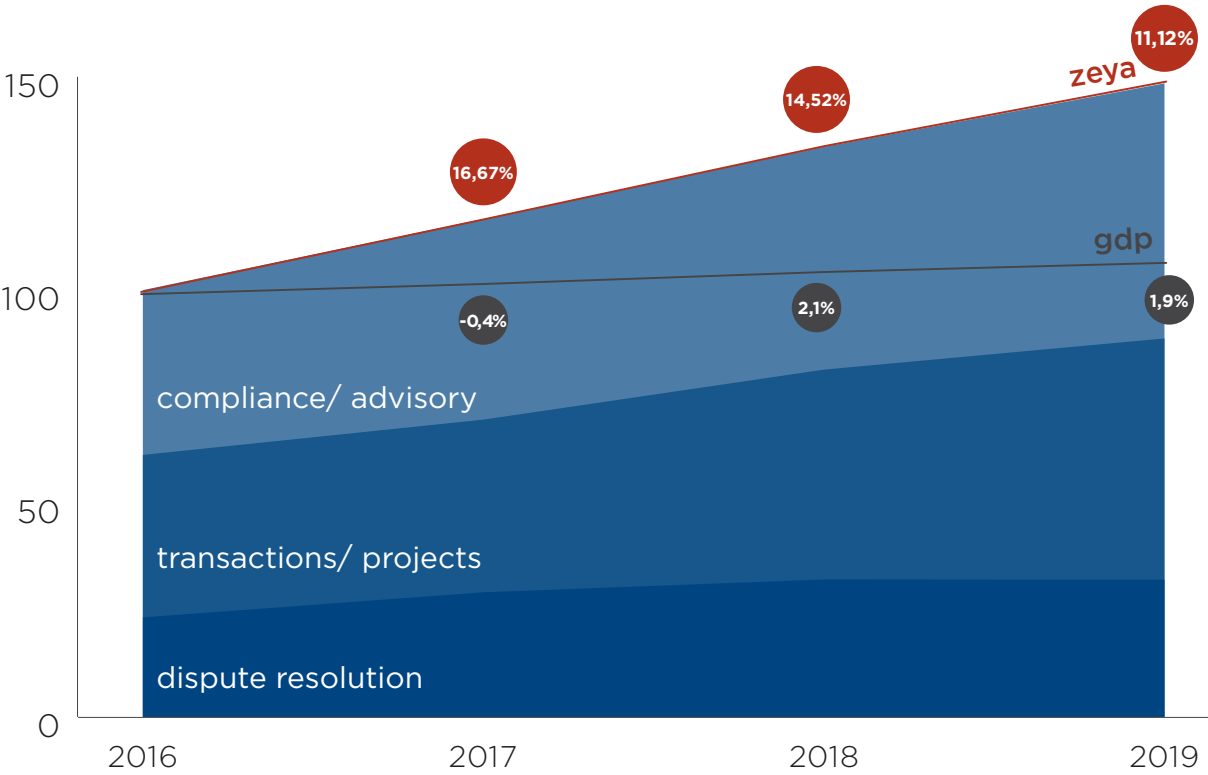 11,12%
zeya
150
14,52%
16,67%
gdp
100
-0,4%
2,1%
1,9%
compliance/ advisory
50
transactions/ projects
dispute resolution
0
2016 2017 2018 2019